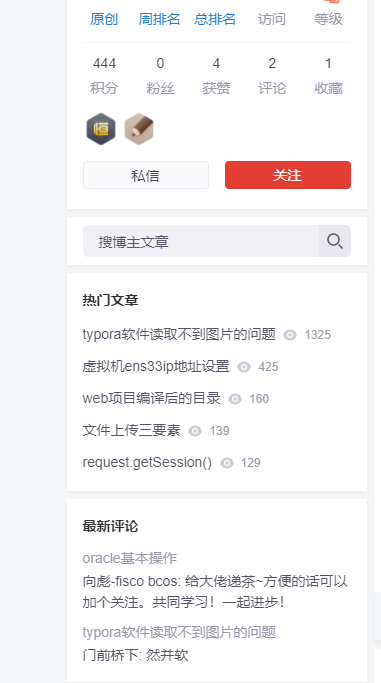 原创 周排名 总排名 访问 等级
444 0 4 2 1
积分 粉丝 获赞 评论 收藏
私信 关注
搜博主文章
热门文章
typora软件读取不到图片的问题 1325
虚拟机ens33ip地址设置 425
web项目编译后的目录 160
文件上传三要素 139
request.getSession() 129
最新评论
oracle基本操作
向彪-fisco bcos: 给大佬递茶~方便的话可以
加个关注。共同学习！一起进步！
typora软件读取不到图片的问题
门前桥下: 然并软